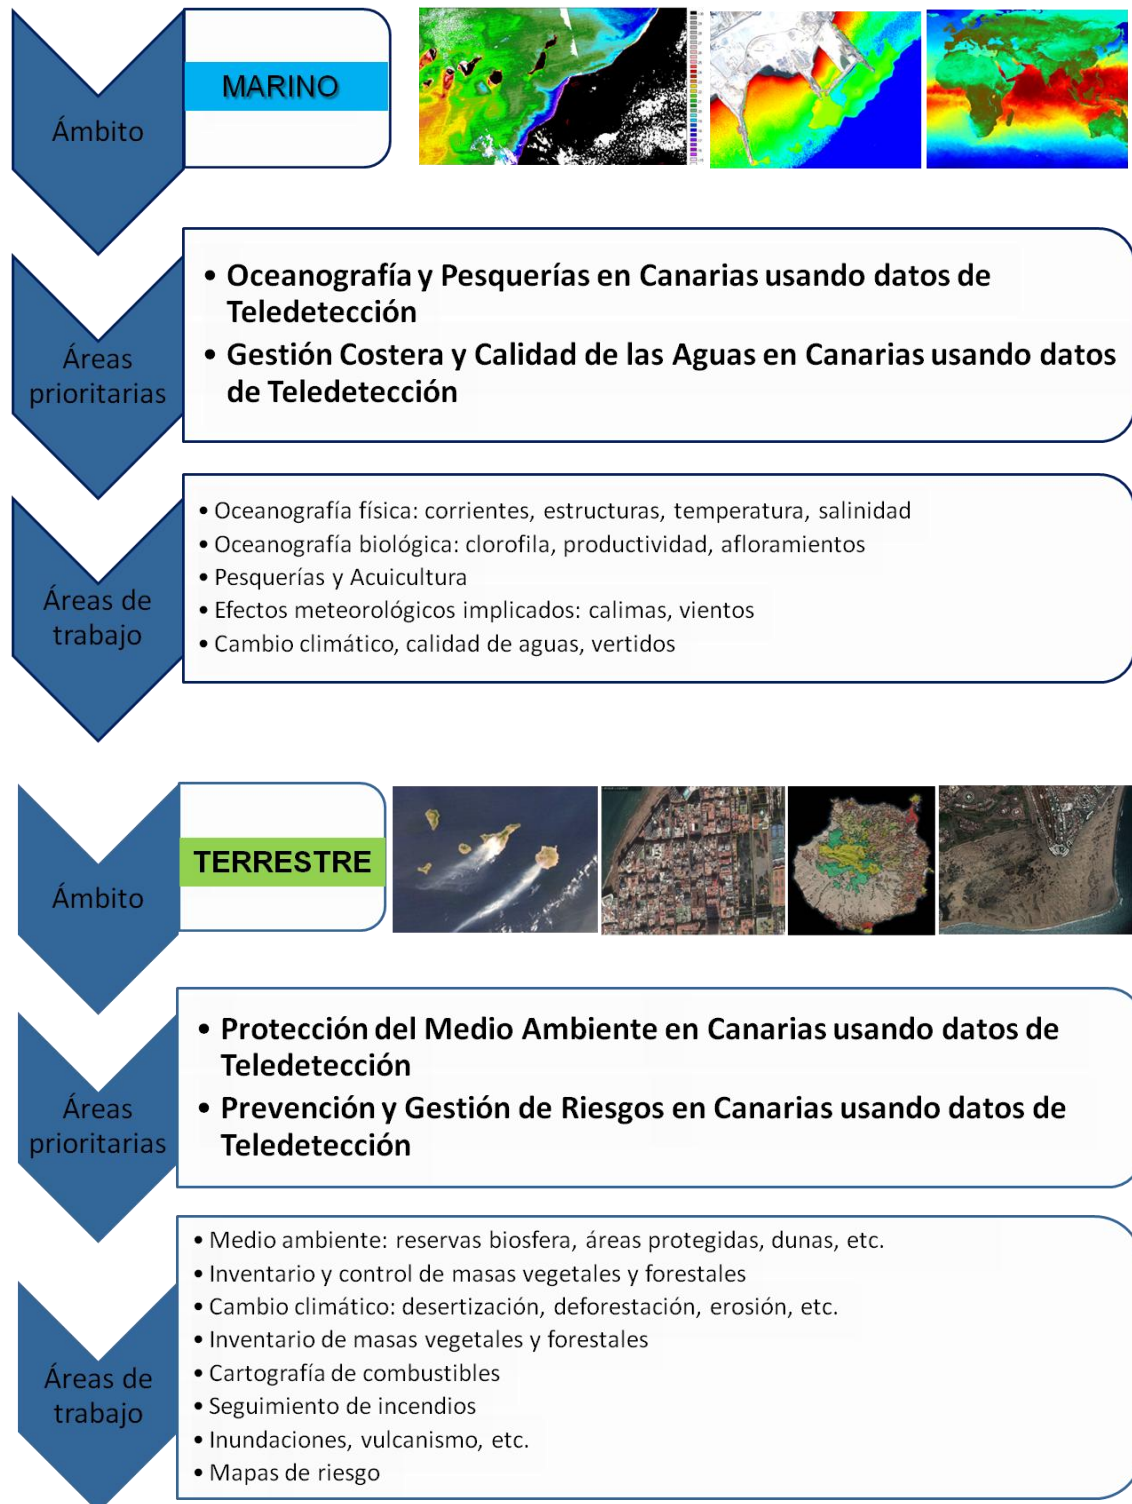 Ámbito
MARINO
Áreas
prioritarias
• Oceanografía y Pesquerías en Canarias usando datos de
Teledetección
• Gestión Costera y Calidad de las Aguas en Canarias usando datos
de Teledetección
Áreas de
trabajo
• Oceanografía física: corrientes, estructuras, temperatura, salinidad
• Oceanografía biológica: clorofila, productividad, afloramientos
• Pesquerías y Acuicultura
• Efectos meteorológicos implicados: calimas, vientos
• Cambio climático, calidad de aguas, vertidos
Ámbito
TERRESTRE
Áreas
prioritarias
• Protección del Medio Ambiente en Canarias usando datos de
Teledetección
• Prevención y Gestión de Riesgos en Canarias usando datos de
Teledetección
Áreas de
trabajo
• Medio ambiente: reservas biosfera, áreas protegidas, dunas, etc.
• Inventario y control de masas vegetales y forestales
• Cambio climático: desertización, deforestación, erosión, etc.
• Inventario de masas vegetales y forestales
• Cartografía de combustibles
• Seguimiento de incendios
• Inundaciones, vulcanismo, etc.
• Mapas de riesgo